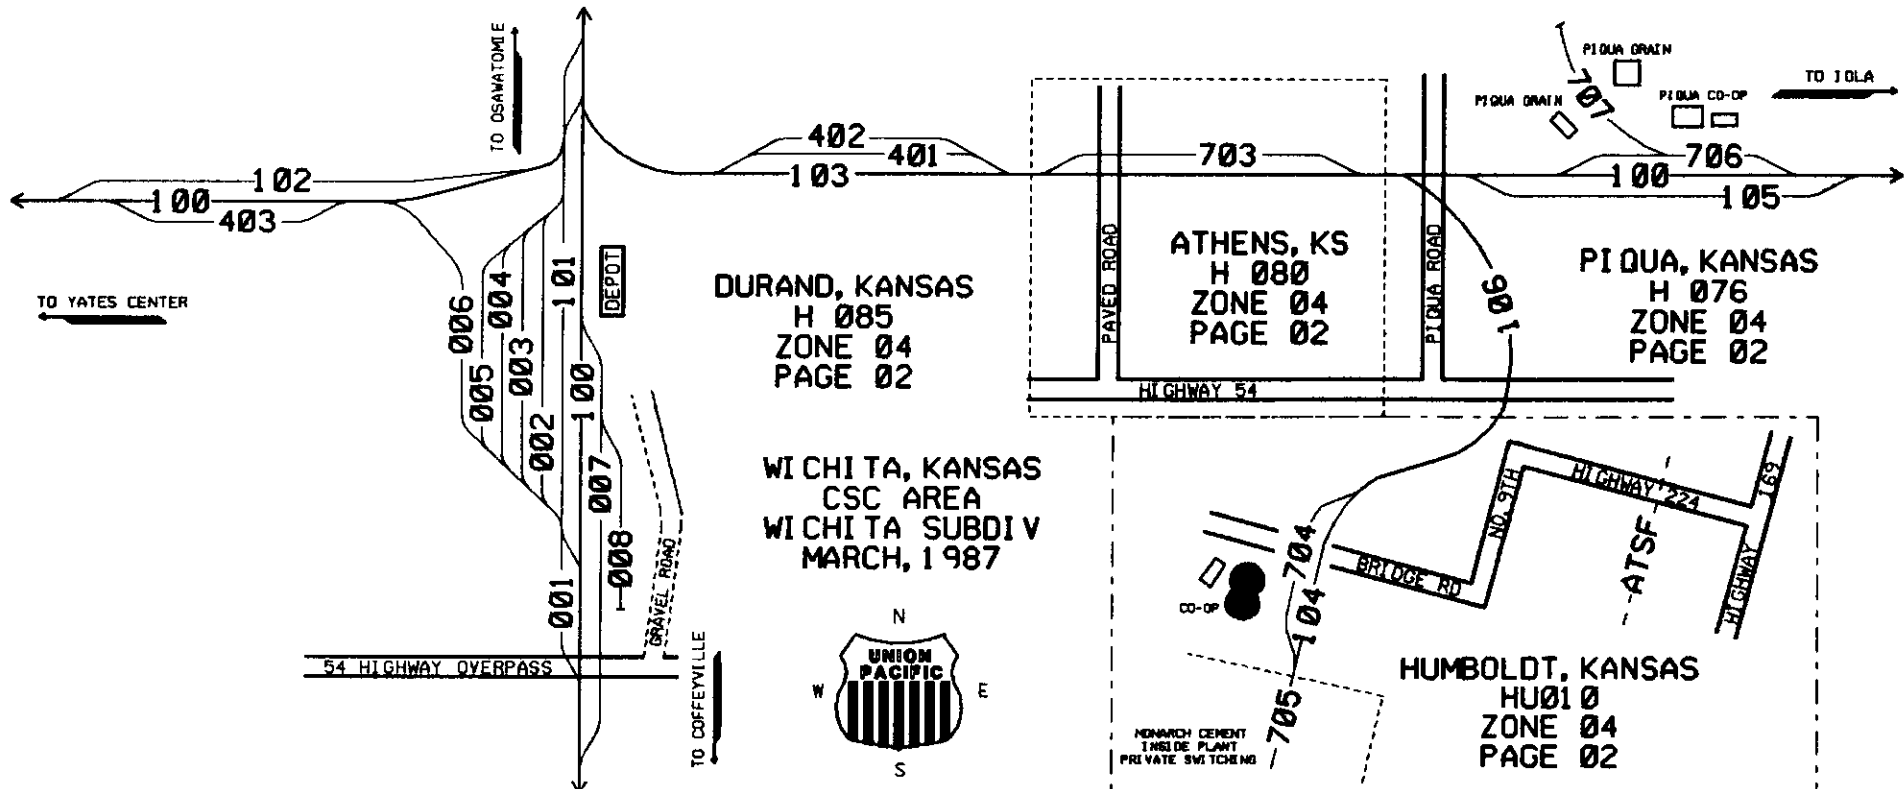 TO OSAWATOMIE
TO IOLA
PIQUA GRAIN
PIQUA GRAIN
PIQUA CO-OP
707
402
401
103
703
706
100
105
102
100
403
TO YATES CENTER
006
005
004
003
002
101
100
001
007
008
DEPOT
DURAND, KANSAS
H 085
ZONE 04
PAGE 02
PAVED ROAD
ATHENS, KS
H 080
ZONE 04
PAGE 02
PIQUA ROAD
106
PIQUA, KANSAS
H 076
ZONE 04
PAGE 02
HIGHWAY 54
WICHITA, KANSAS
CSC AREA
WICHITA SUBDIV
MARCH, 1987
GRAVEL ROAD
54 HIGHWAY OVERPASS
TO COFFEYVILLE
N
W
E
S
UNION
PACIFIC
704
104
705
CO-OP
BRIDGE RD
NO. 9TH
HIGHWAY 224
ATSF
HIGHWAY 169
MONARCH CEMENT
INSIDE PLANT
PRIVATE SWITCHING
HUMBOLDT, KANSAS
HU010
ZONE 04
PAGE 02